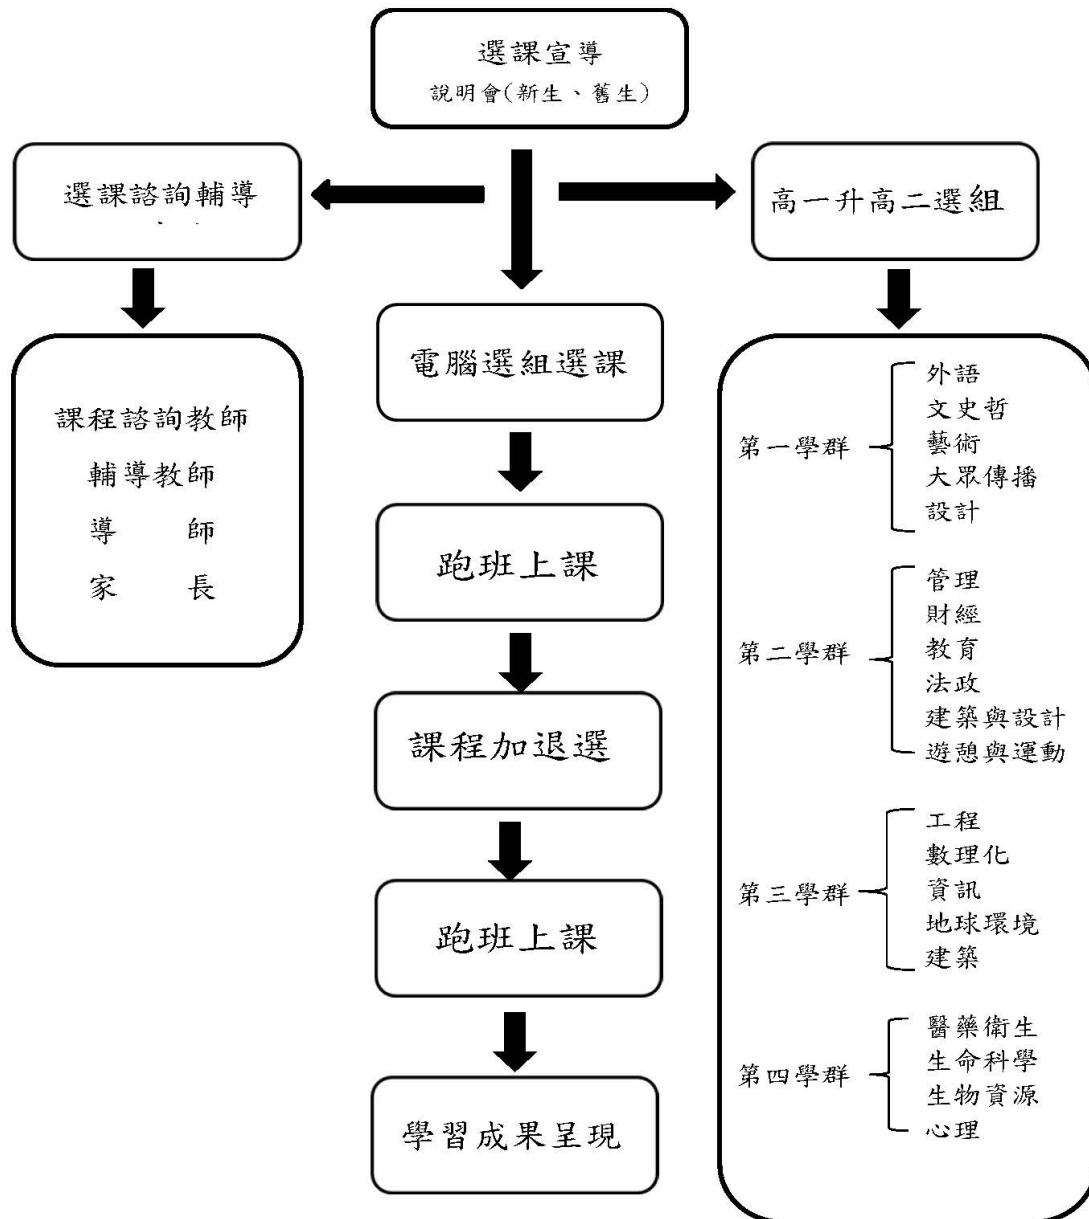 選課宣導
說明會(新生、舊生)
選課諮詢輔導
課程諮詢教師
輔導教師
導 師
家 長
電腦選組選課
跑班上課
課程加退選
跑班上課
學習成果呈現
高一升高二選組
第一學群
外語
文史哲
藝術
大眾傳播
設計
第二學群
管理
財經
教育
法政
建築與設計
遊憩與運動
第三學群
工程
數理化
資訊
地球環境
建築
第四學群
醫藥衛生
生命科學
生物資源
心理